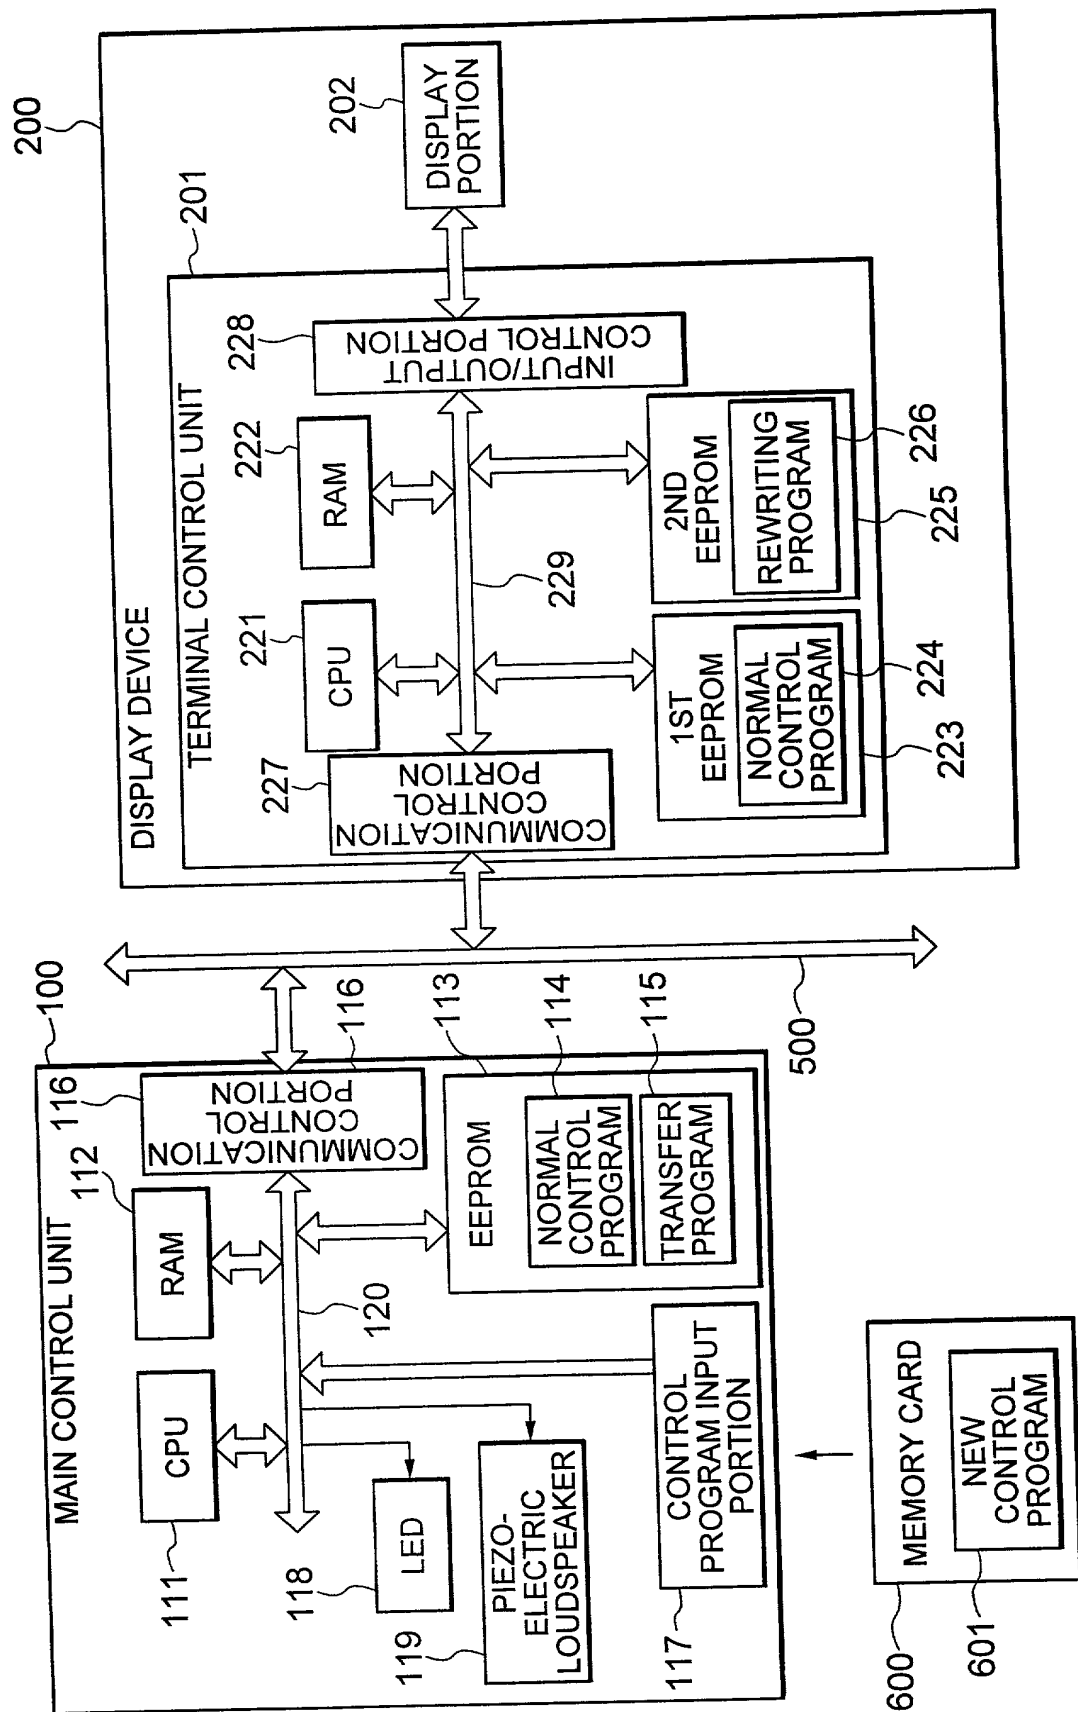 100
MAIN CONTROL UNIT
111
CPU
112
RAM
116
COMMUNICATION
CONTROL
PORTION
116
120
118
LED
119
PIEZO-
ELECTRIC
LOUDSPEAKER
113
EEPROM
114
NORMAL
CONTROL
PROGRAM
115
TRANSFER
PROGRAM
117
CONTROL
PROGRAM INPUT
PORTION
600
MEMORY CARD
601
NEW
CONTROL
PROGRAM
500
200
DISPLAY DEVICE
201
TERMINAL CONTROL UNIT
227
COMMUNICATION
CONTROL
PORTION
221
CPU
222
RAM
228
INPUT/OUTPUT
CONTROL PORTION
202
DISPLAY
PORTION
229
1ST
EEPROM
NORMAL
CONTROL
PROGRAM
224
223
2ND
EEPROM
REWRITING
PROGRAM
226
225